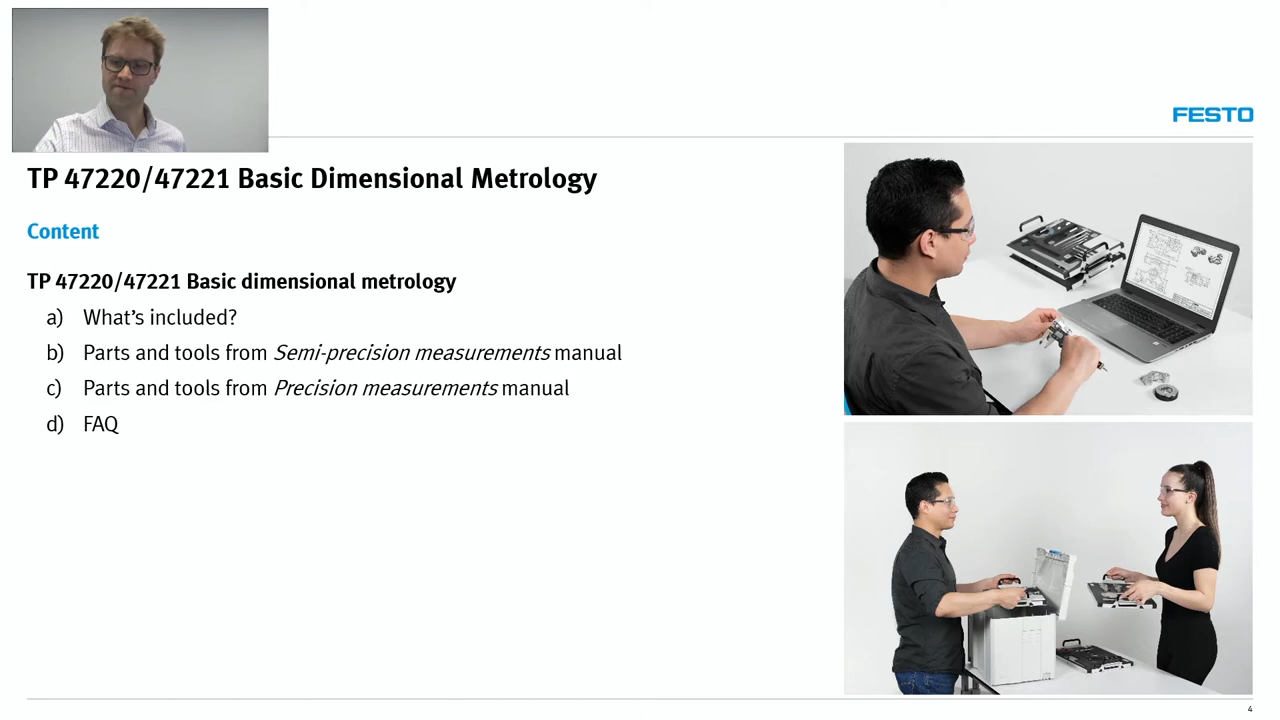 FESTO
TP 47220/47221 Basic Dimensional Metrology
Content
TP 47220/47221 Basic dimensional metrology
a) What's included?
b) Parts and tools from Semi-precision measurements manual
c) Parts and tools from Precision measurements manual
d) FAQ
4